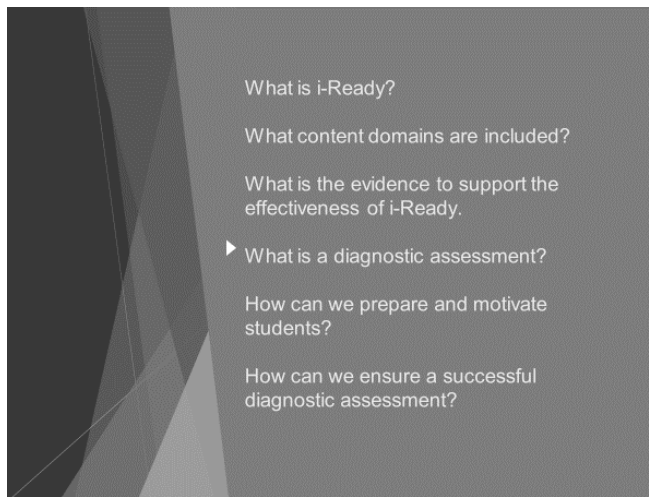 What is i-Ready?
What content domains are included?
What is the evidence to support the
effectiveness of i-Ready.
What is a diagnostic assessment?
How can we prepare and motivate
students?
How can we ensure a successful
diagnostic assessment?